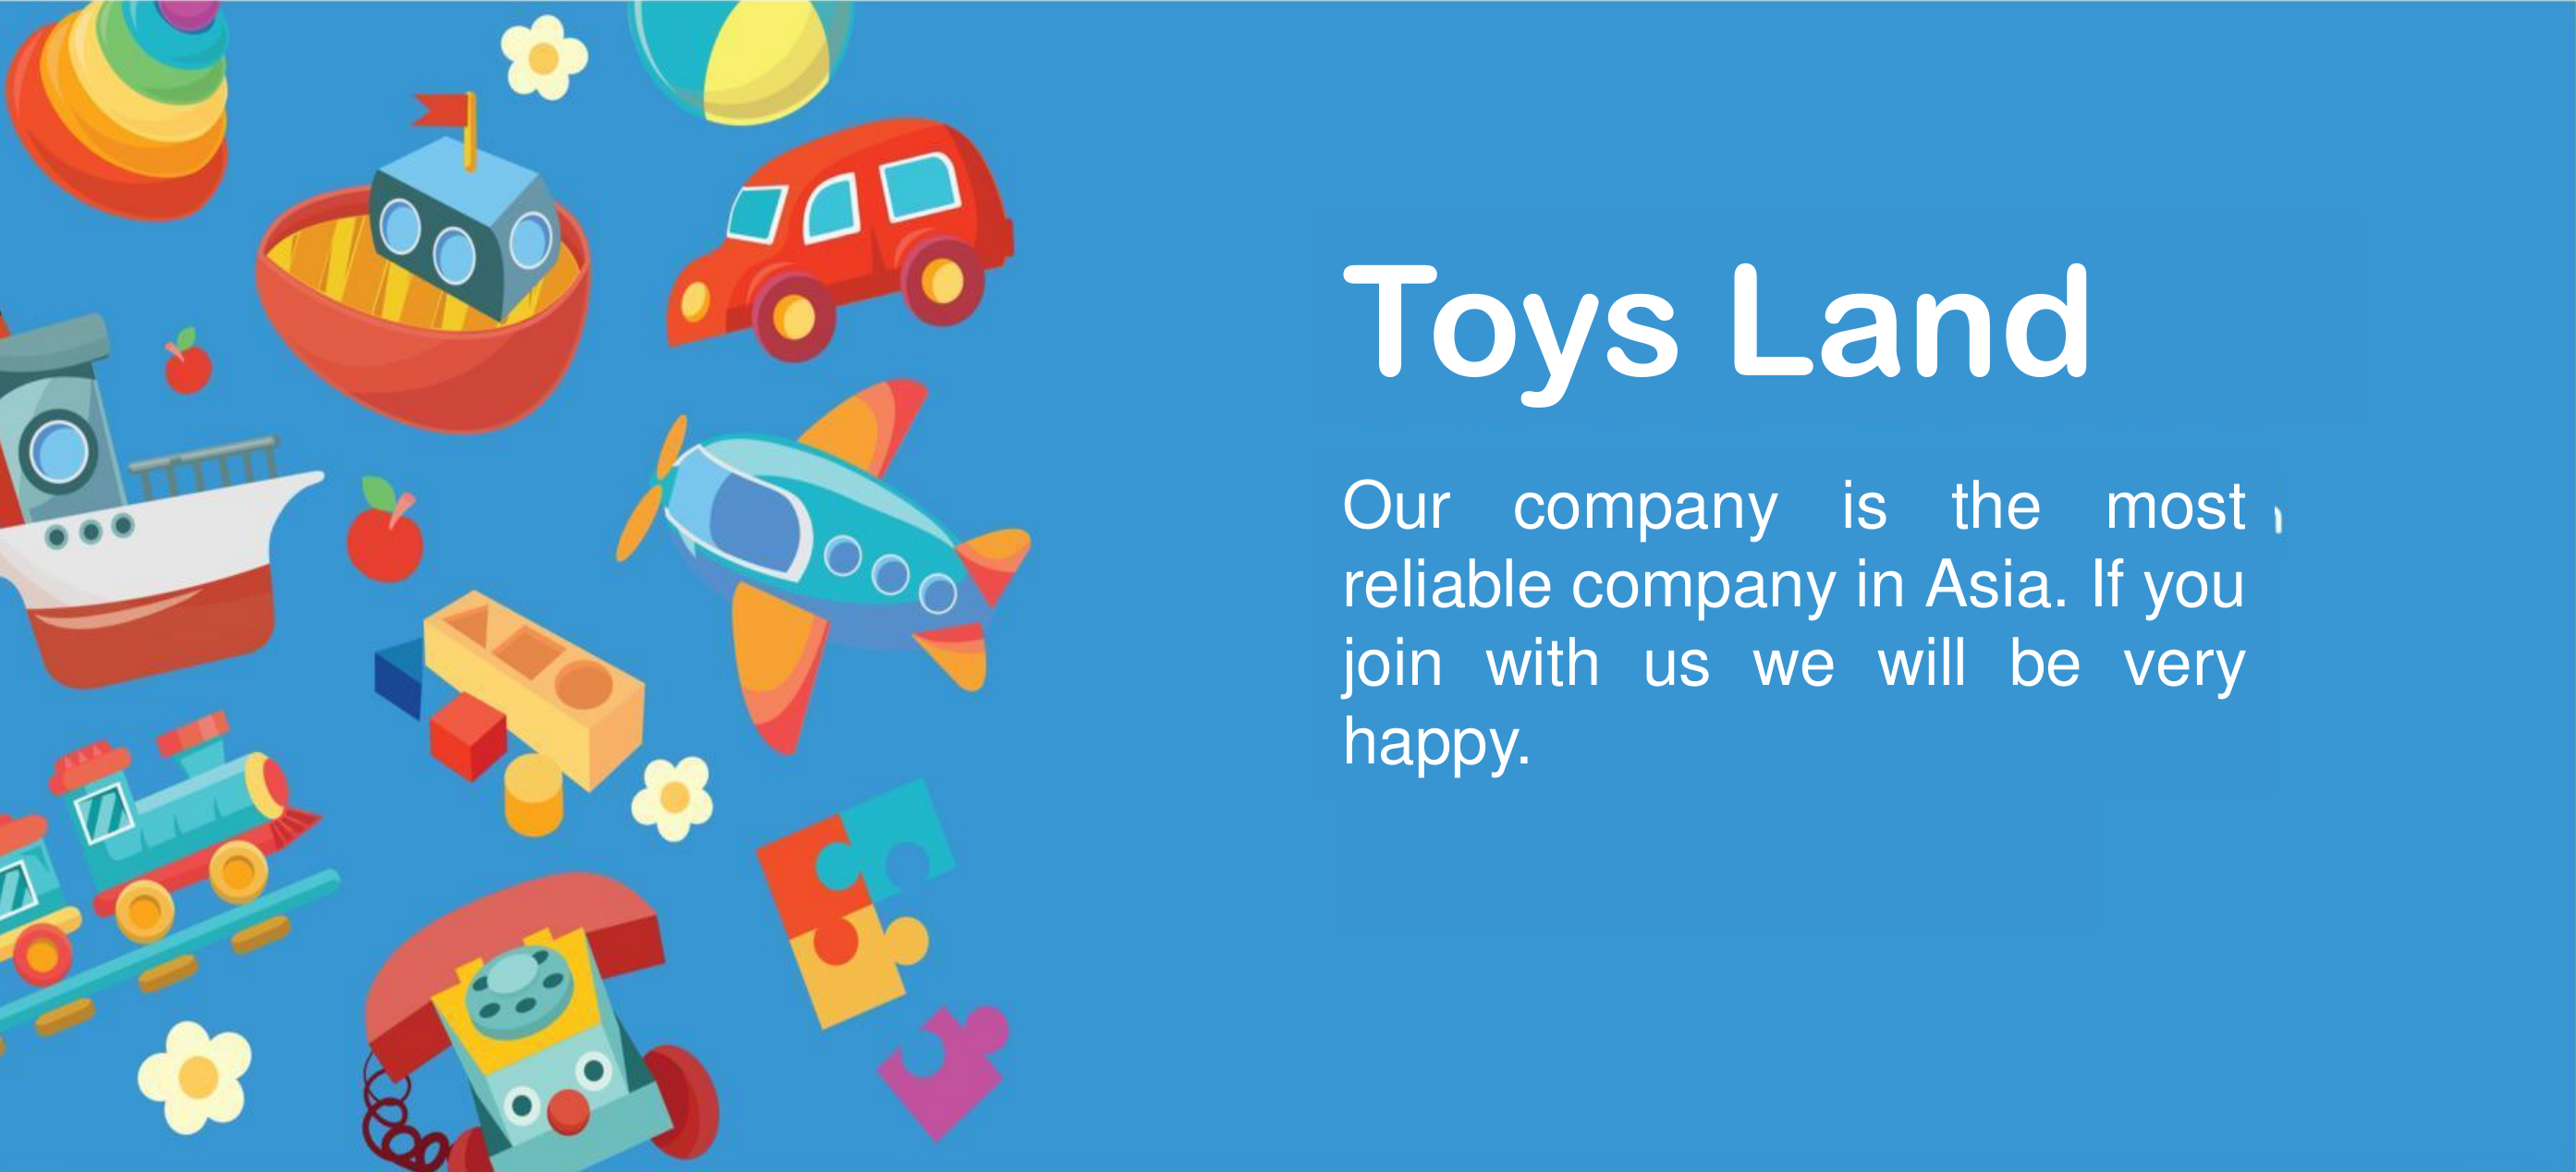 Toys Land
Our company is the most
reliable company in Asia. If you
join with us we will be very
happy.